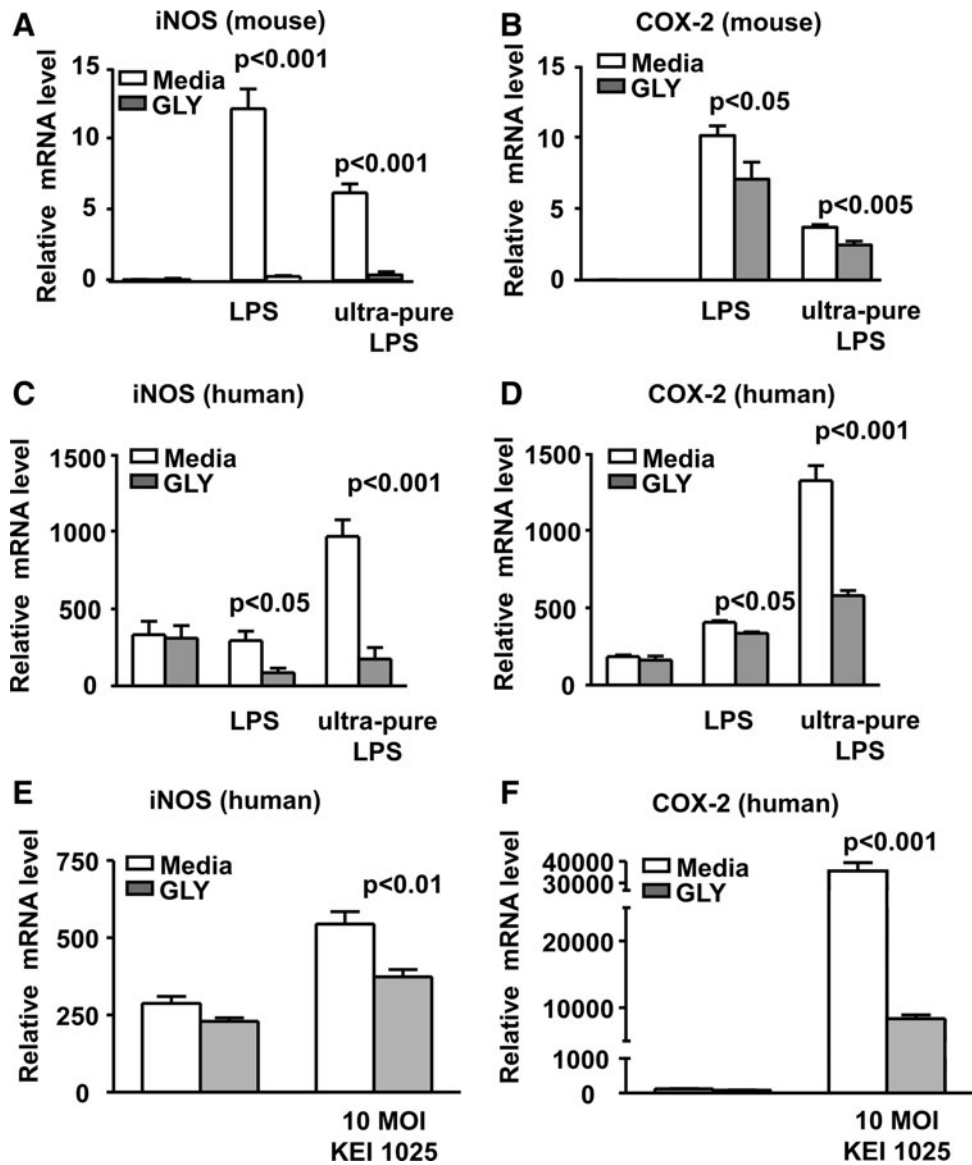 A
iNOS (mouse)
Relative mRNA level
15
10
5
0
Media
GLY
p<0.001
p<0.001
LPS
ultra-pure
LPS
B
COX-2 (mouse)
Relative mRNA level
15
10
5
0
Media
GLY
p<0.05
p<0.005
LPS
ultra-pure
LPS
C
iNOS (human)
Relative mRNA level
1500
1000
500
0
Media
GLY
p<0.001
p<0.05
LPS
ultra-pure
LPS
D
COX-2 (human)
Relative mRNA level
1500
1000
500
0
Media
GLY
p<0.001
p<0.05
LPS
ultra-pure
LPS
E
iNOS (human)
Relative mRNA level
750
500
250
0
Media
GLY
p<0.01
10 MOI
KEI 1025
F
COX-2 (human)
Relative mRNA level
40000
30000
20000
10000
1000
0
Media
GLY
p<0.001
10 MOI
KEI 1025